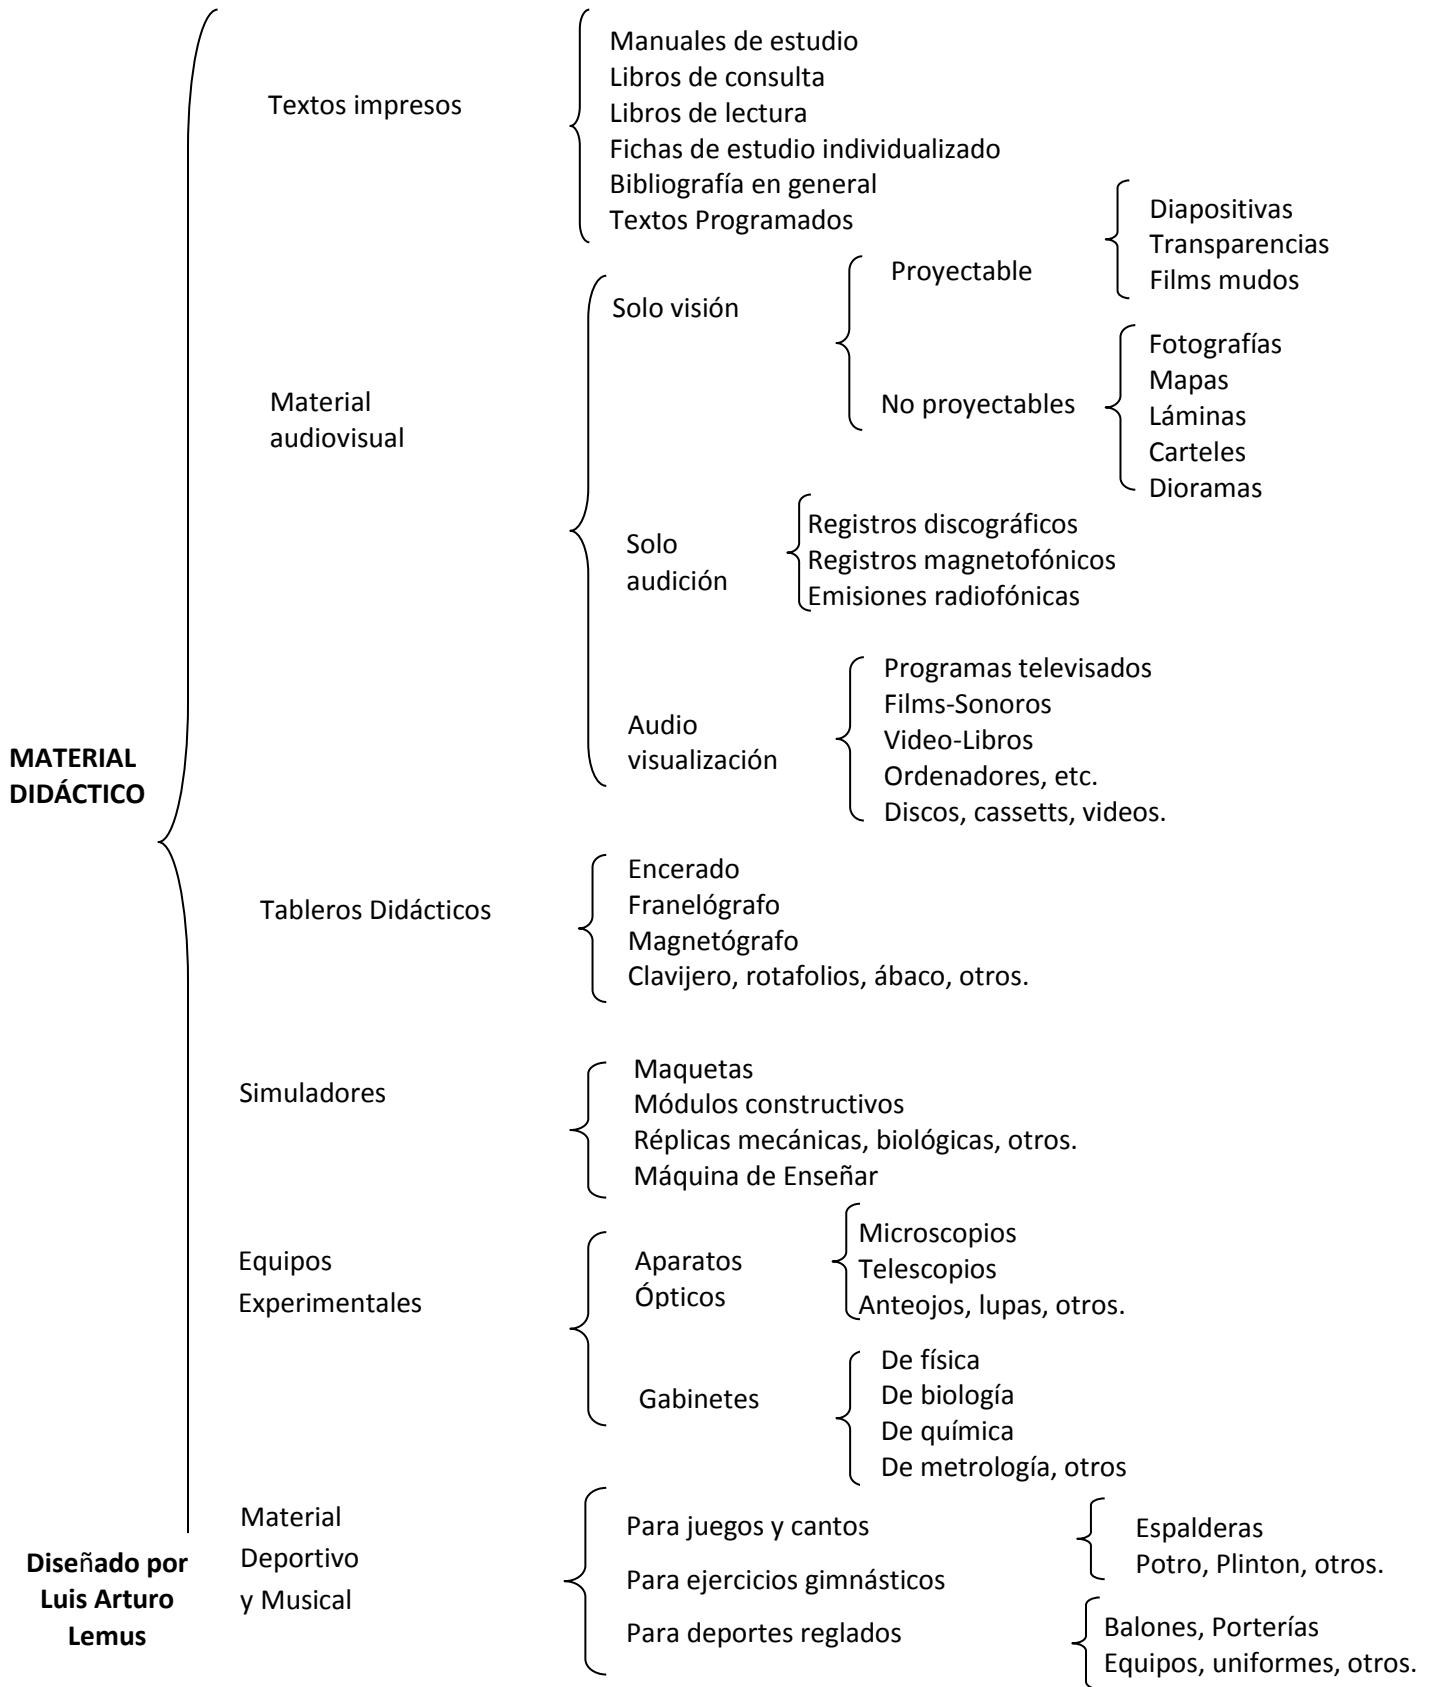 Textos impresos
Manuales de estudio
Libros de consulta
Libros de lectura
Fichas de estudio individualizado
Bibliografía en general
Textos Programados
Material
audiovisual
Solo visión
Proyectable
Diapositivas
Transparencias
Films mudos
No proyectables
Fotografías
Mapas
Láminas
Carteles
Dioramas
Solo
audición
Registros discográficos
Registros magnetofónicos
Emisiones radiofónicas
Audio
visualización
Programas televisados
Films-Sonoros
Video-Libros
Ordenadores, etc.
Discos, cassetts, videos.
MATERIAL
DIDÁCTICO
Tableros Didácticos
Encerado
Franelógrafo
Magnetógrafo
Clavijero, rotafolios, ábaco, otros.
Simuladores
Maquetas
Módulos constructivos
Réplicas mecánicas, biológicas, otros.
Máquina de Enseñar
Equipos
Experimentales
Aparatos
Ópticos
Microscopios
Telescopios
Anteojos, lupas, otros.
Gabinetes
De física
De biología
De química
De metrología, otros
Material
Deportivo
y Musical
Para juegos y cantos
Espalderas
Potro, Plinton, otros.
Para ejercicios gimnásticos
Para deportes reglados
Balones, Porterías
Equipos, uniformes, otros.
Diseñado por
Luis Arturo
Lemus